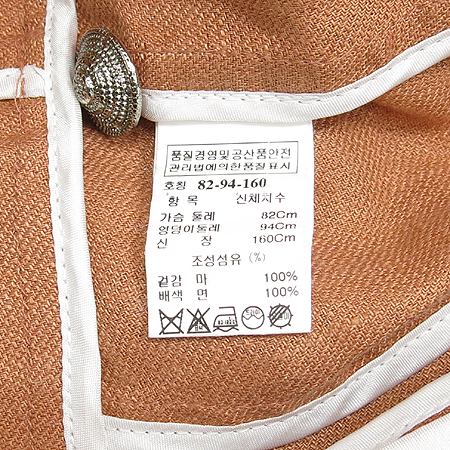 품질경영및공산품안전
관리법에의한품질표시
호칭 82-94-160
항 목 신체치수
가슴 둘레 82Cm
엉덩이둘레 94Cm
신 장 160Cm
조성섬유 (%)
겉감 마 100%
배색 면 100%